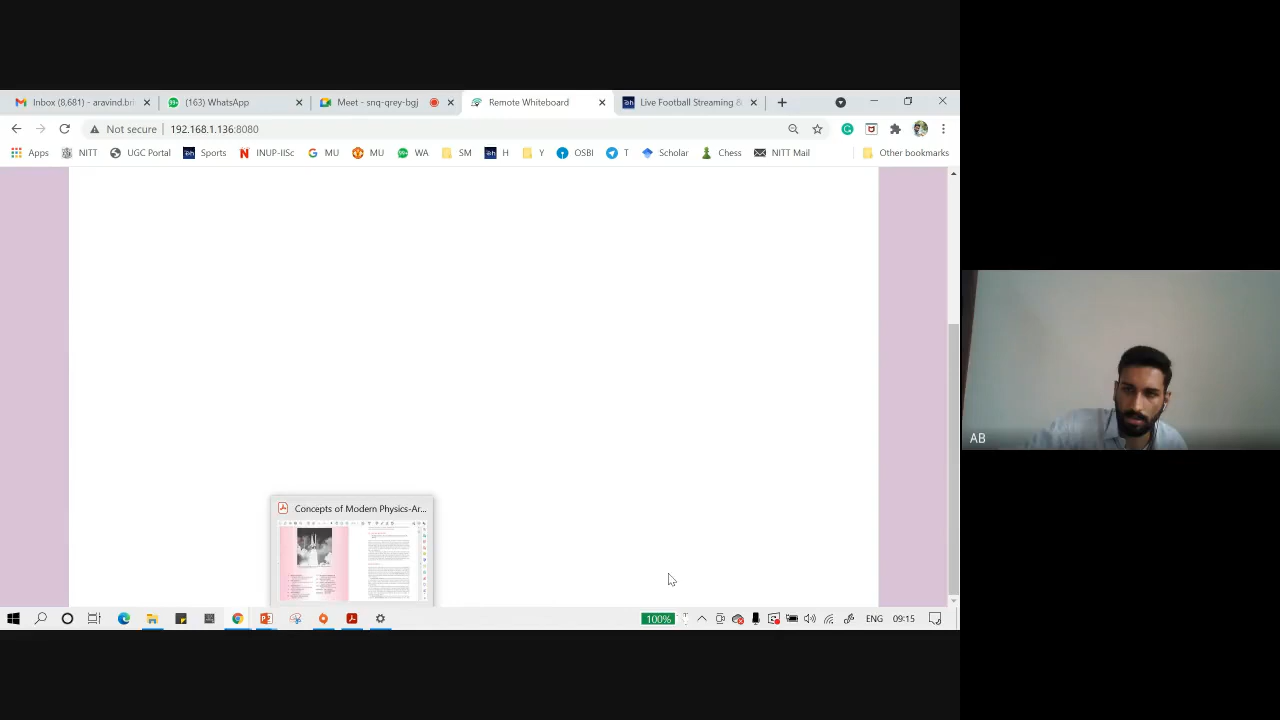 Inbox (8,681) - aravind.bri
(163) WhatsApp
Meet - snq-qrey-bgj
Remote Whiteboard
Live Football Streaming &
Not secure
192.168.1.136:8080
Apps
NITT
UGC Portal
Sports
INUP-IISc
MU
MU
WA
SM
H
Y
OSBI
T
Scholar
Chess
NITT Mail
Other bookmarks
AB
Concepts of Modern Physics-Ar...
100%
ENG
09:15